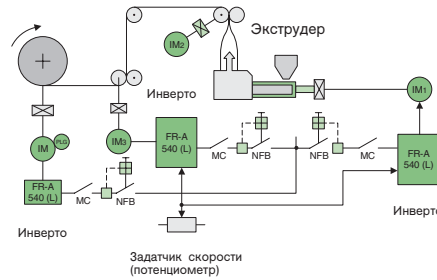 Экструдер
IM2
Инверто
IM1
IM
PLG
IM3
FR-A
540 (L)
MC
NFB
NFB
MC
FR-A
540 (L)
FR-A
540 (L)
MC
NFB
Инверто
Инверто
Задатчик скорости
(потенциометр)